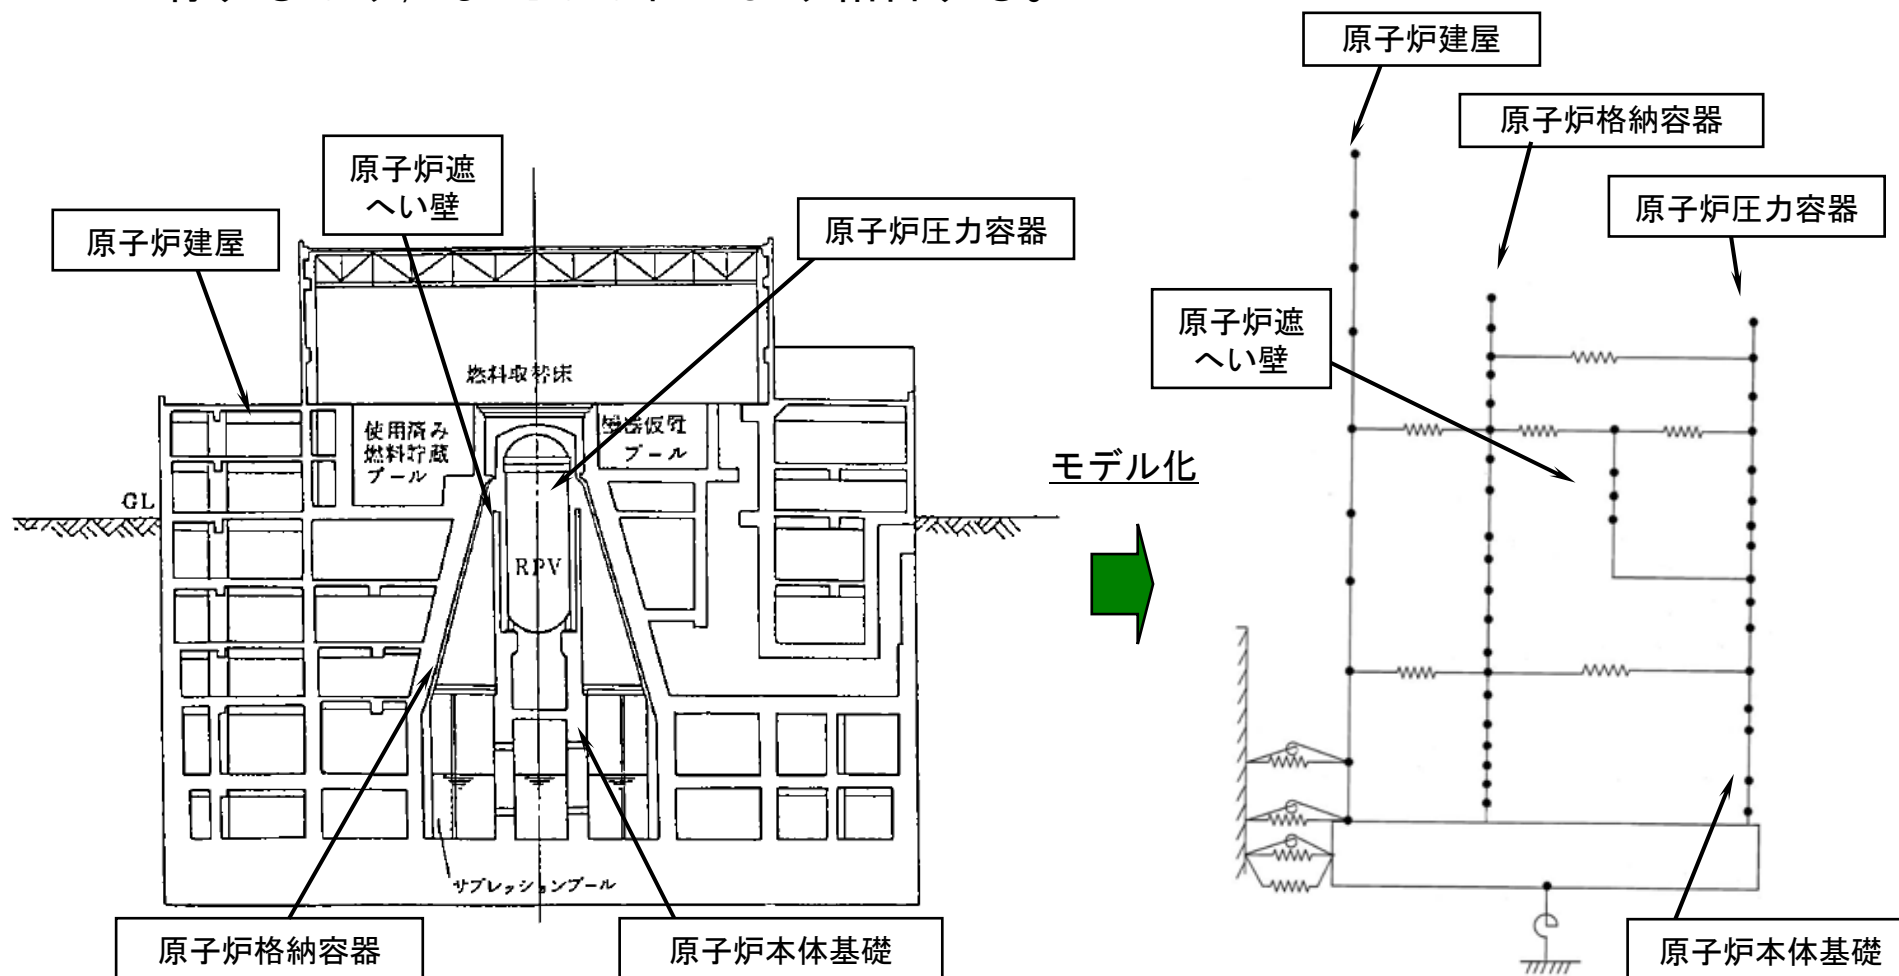 原子炉建屋
原子炉格納容器
原子炉遮
へい壁
原子炉圧力容器
原子炉建屋
原子炉圧力容器
原子炉遮
へい壁
燃料取替床
使用済み
燃料貯蔵
プール
プール
GL
RPV
モデル化
サプレッションプール
原子炉格納容器
原子炉本体基礎
原子炉本体基礎